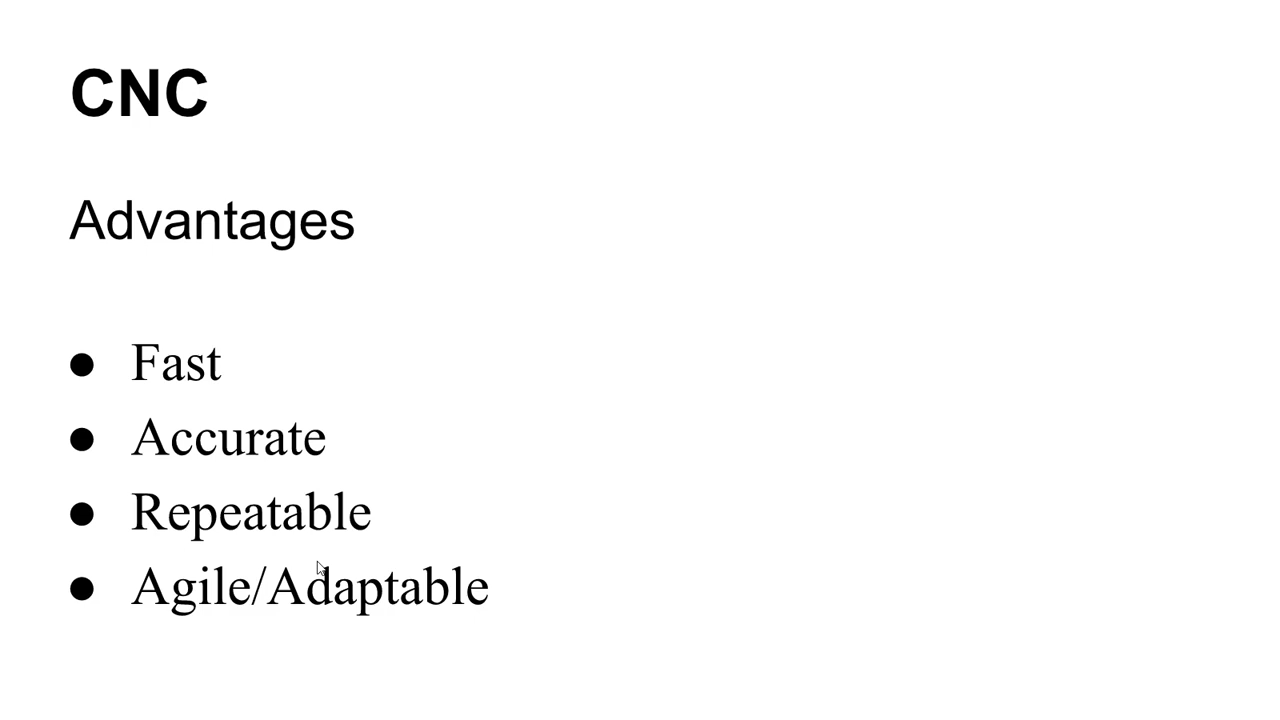 CNC
Advantages
● Fast
● Accurate
● Repeatable
● Agile/Adaptable